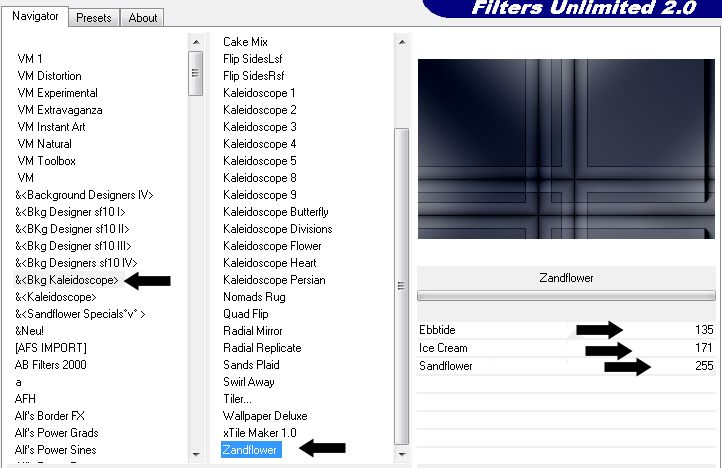 Filters Unlimited 2.0
Navigator
Presets
About
VM 1
VM Distortion
VM Experimental
VM Extravaganza
VM Instant Art
VM Natural
VM Toolbox
VM
&<Background Designers IV>
&<Bkg Designer sf10 I>
&<BKg Designer sf10 II>
&<Bkg Designer sf10 III>
&<Bkg Designers sf10 IV>
&<Bkg Kaleidoscope>
&<Kaleidoscope>
&<Sandflower Specials°v° >
&Neu!
[AFS IMPORT]
AB Filters 2000
a
AFH
Alf's Border FX
Alf's Power Grads
Alf's Power Sines
Cake Mix
Flip SidesLsf
Flip SidesRsf
Kaleidoscope 1
Kaleidoscope 2
Kaleidoscope 3
Kaleidoscope 4
Kaleidoscope 5
Kaleidoscope 8
Kaleidoscope 9
Kaleidoscope Butterfly
Kaleidoscope Divisions
Kaleidoscope Flower
Kaleidoscope Heart
Kaleidoscope Persian
Nomads Rug
Quad Flip
Radial Mirror
Radial Replicate
Sands Plaid
Swirl Away
Tiler...
Wallpaper Deluxe
xTile Maker 1.0
Zandflower
Zandflower
Ebbtide 135
Ice Cream 171
Sandflower 255